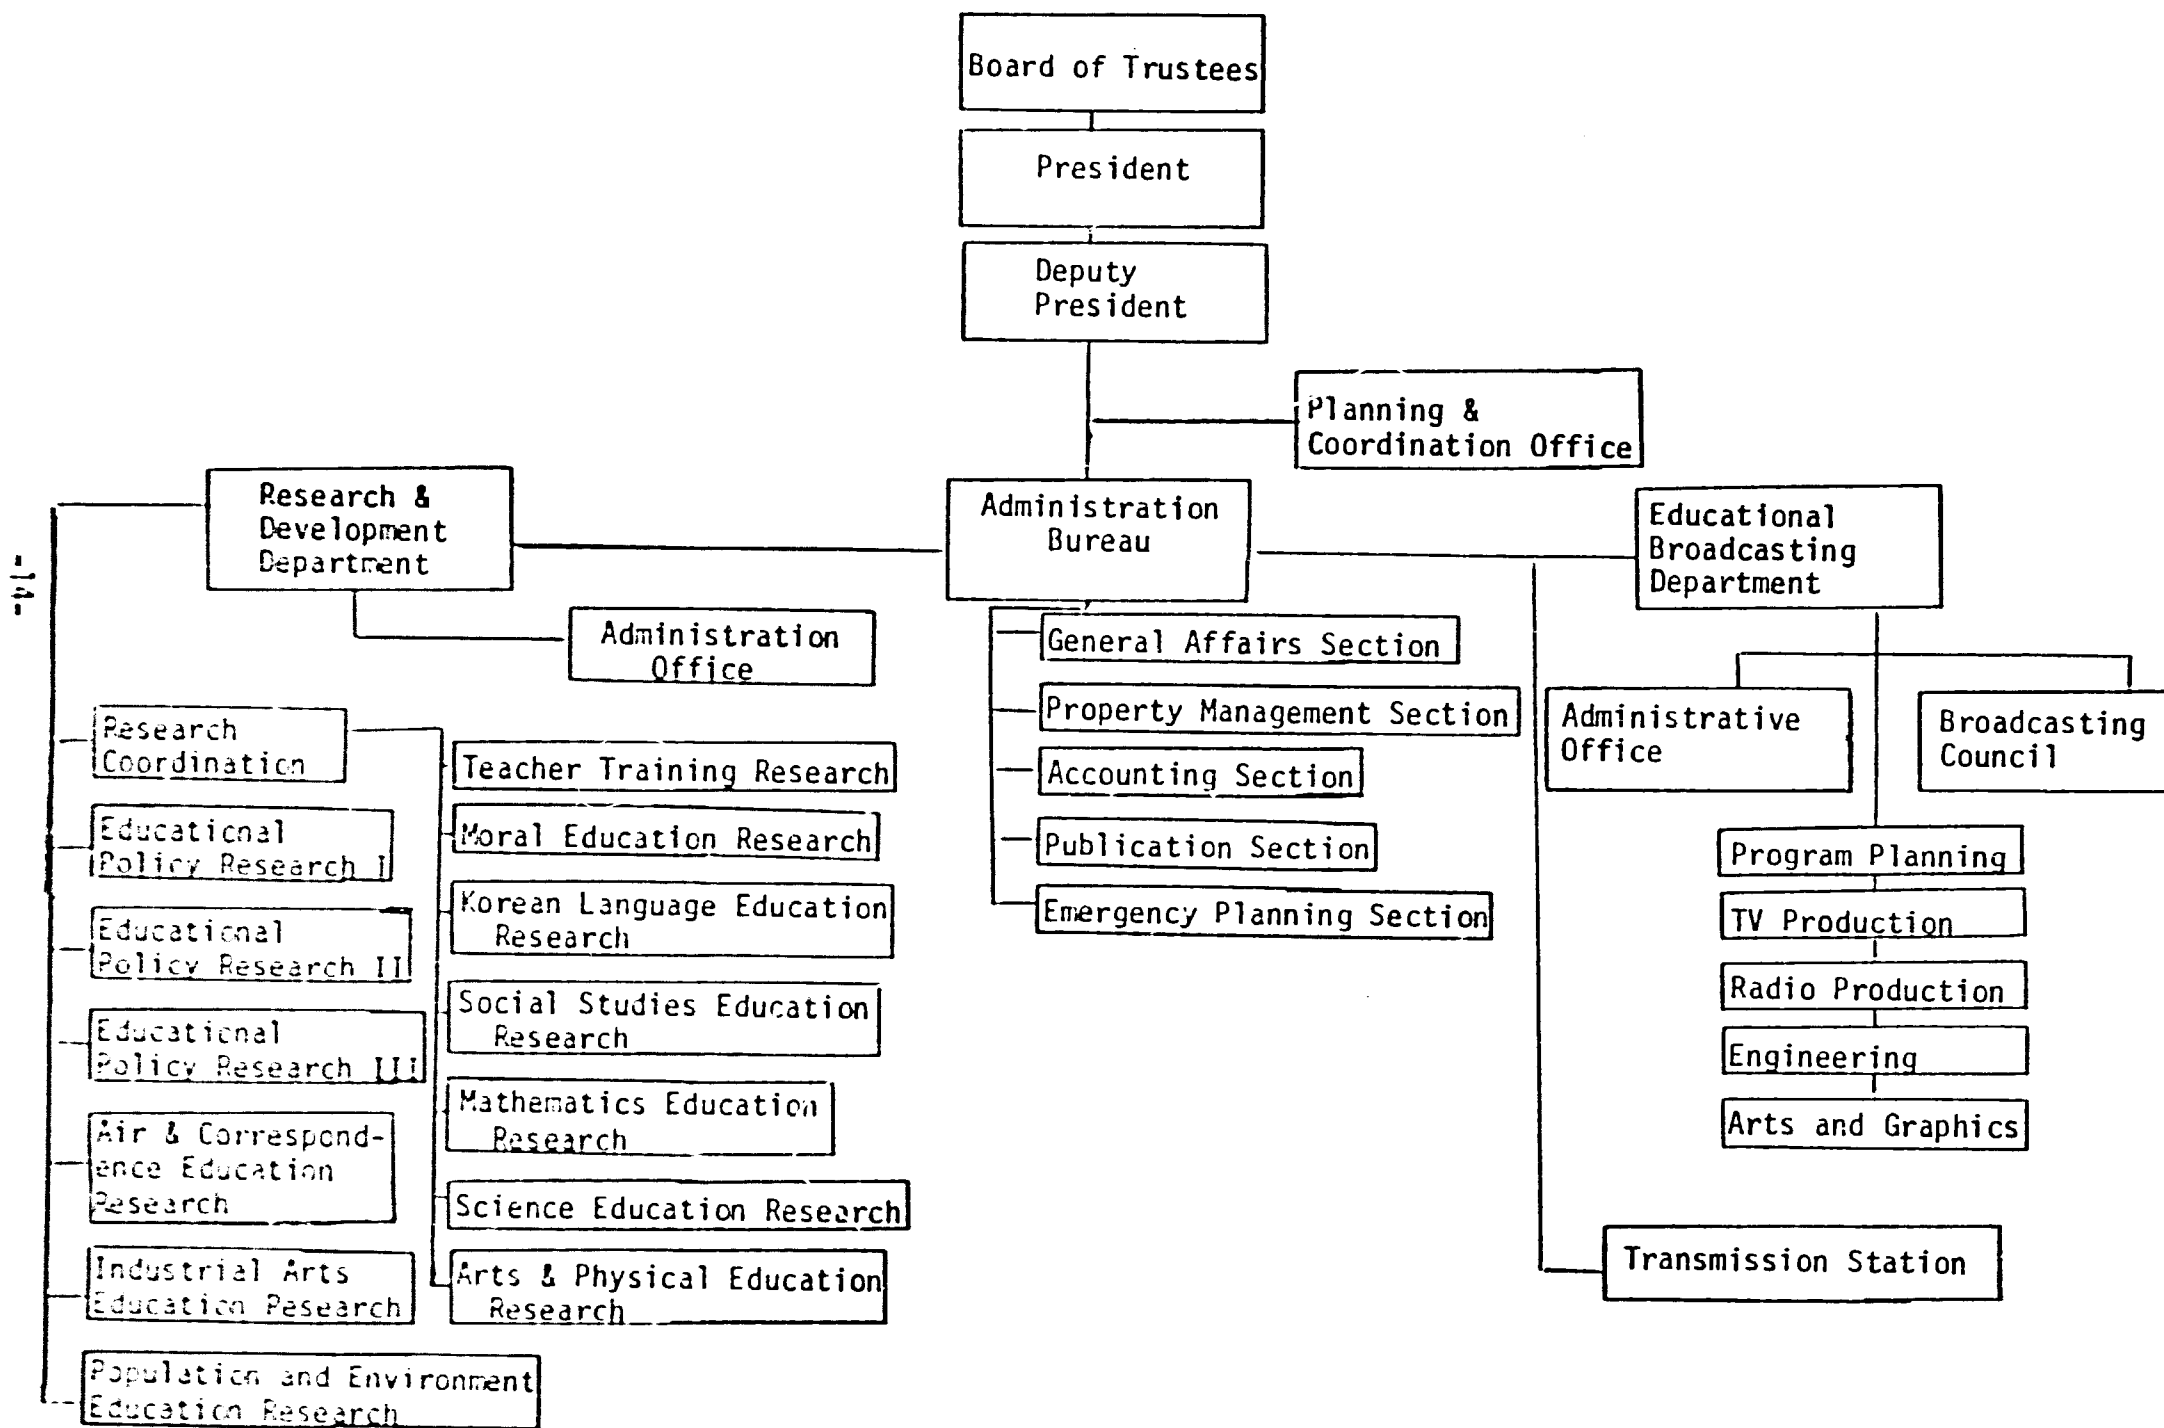 Board of Trustees
President
Deputy
President
Planning &
Coordination Office
Research &
Development
Department
Administration
Bureau
Educational
Broadcasting
Department
-14-
Administration
Office
General Affairs Section
Property Management Section
Accounting Section
Publication Section
Emergency Planning Section
Administrative
Office
Broadcasting
Council
Research
Coordination
Educational
Policy Research I
Educational
Policy Research II
Educational
Policy Research III
Air & Correspond-
ence Education
Research
Industrial Arts
Education Research
Population and Environment
Education Research
Teacher Training Research
Moral Education Research
Korean Language Education
Research
Social Studies Education
Research
Mathematics Education
Research
Science Education Research
Arts & Physical Education
Research
Program Planning
TV Production
Radio Production
Engineering
Arts and Graphics
Transmission Station